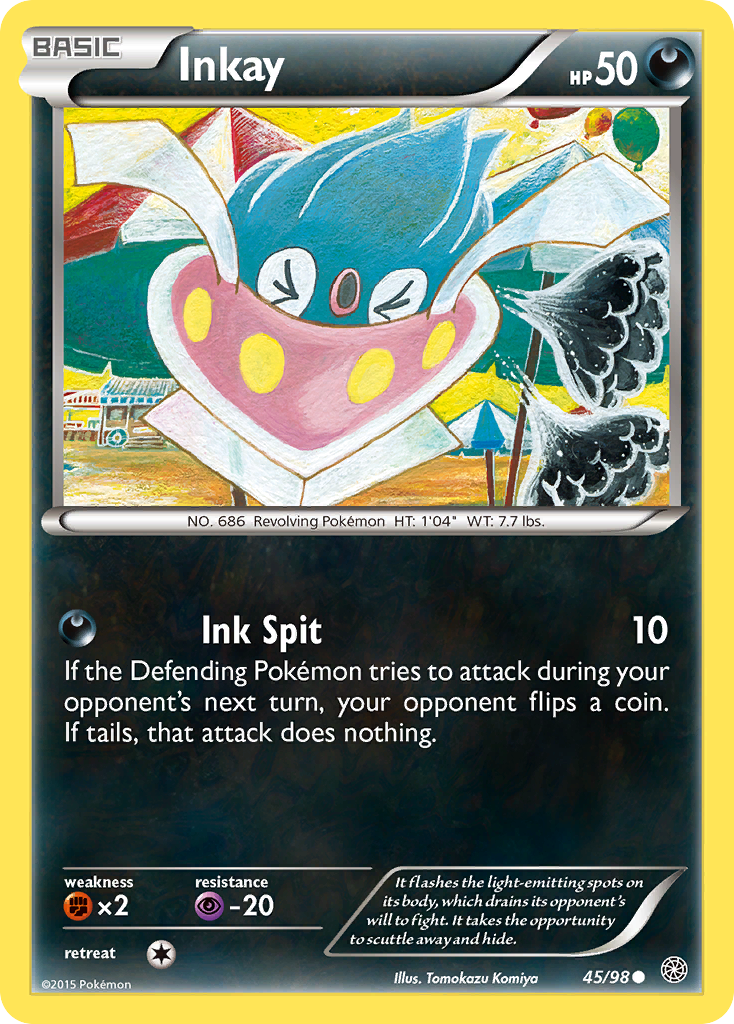 BASIC
Inkay
HP50
NO. 686 Revolving Pokémon HT: 1'04" WT: 7.7 lbs.
Ink Spit 10
If the Defending Pokémon tries to attack during your
opponent's next turn, your opponent flips a coin.
If tails, that attack does nothing.
weakness
×2
resistance
-20
retreat
It flashes the light-emitting spots on
its body, which drains its opponent's
will to fight. It takes the opportunity
to scuttle away and hide.
©2015 Pokémon
Illus. Tomokazu Komiya
45/98